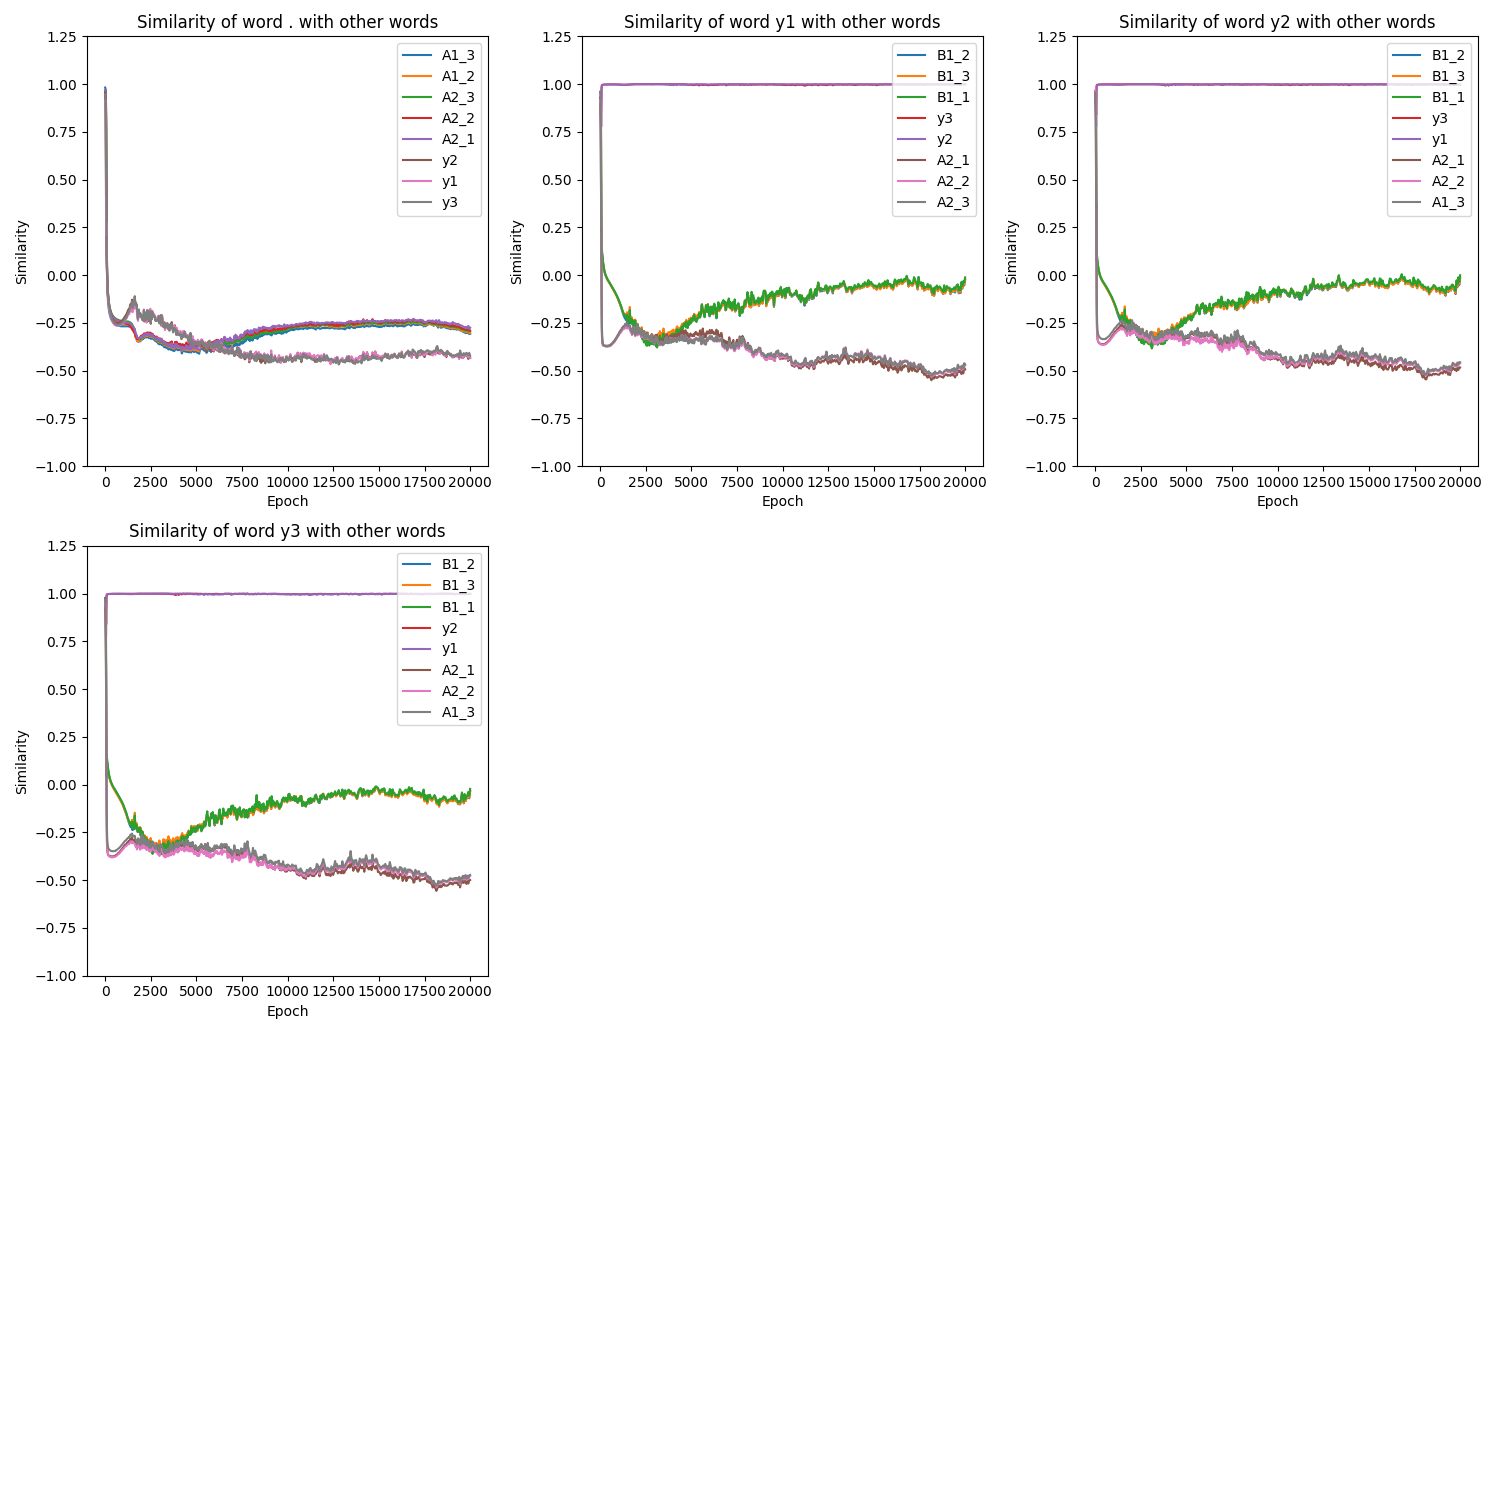 Similarity of word . with other words
1.25
1.00
0.75
0.50
0.25
0.00
−0.25
−0.50
−0.75
−1.00
Similarity
A1_3
A1_2
A2_3
A2_2
A2_1
y2
y1
y3
0 2500 5000 7500 10000 12500 15000 17500 20000
Epoch
Similarity of word y1 with other words
1.25
1.00
0.75
0.50
0.25
0.00
−0.25
−0.50
−0.75
−1.00
Similarity
B1_2
B1_3
B1_1
y3
y2
A2_1
A2_2
A2_3
0 2500 5000 7500 10000 12500 15000 17500 20000
Epoch
Similarity of word y2 with other words
1.25
1.00
0.75
0.50
0.25
0.00
−0.25
−0.50
−0.75
−1.00
Similarity
B1_2
B1_3
B1_1
y3
y1
A2_1
A2_2
A1_3
0 2500 5000 7500 10000 12500 15000 17500 20000
Epoch
Similarity of word y3 with other words
1.25
1.00
0.75
0.50
0.25
0.00
−0.25
−0.50
−0.75
−1.00
Similarity
B1_2
B1_3
B1_1
y2
y1
A2_1
A2_2
A1_3
0 2500 5000 7500 10000 12500 15000 17500 20000
Epoch